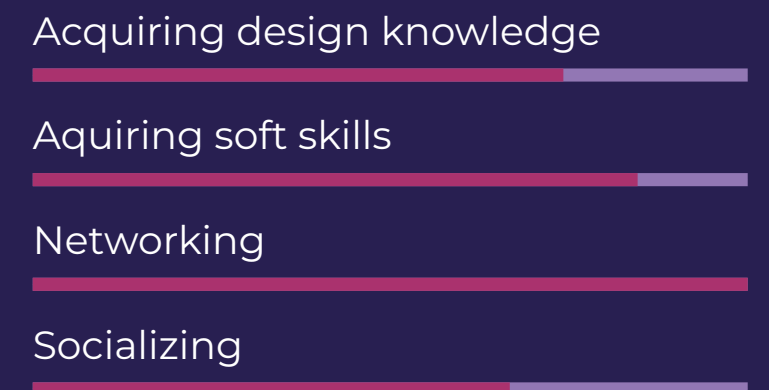 Acquiring design knowledge
Aquiring soft skills
Networking
Socializing